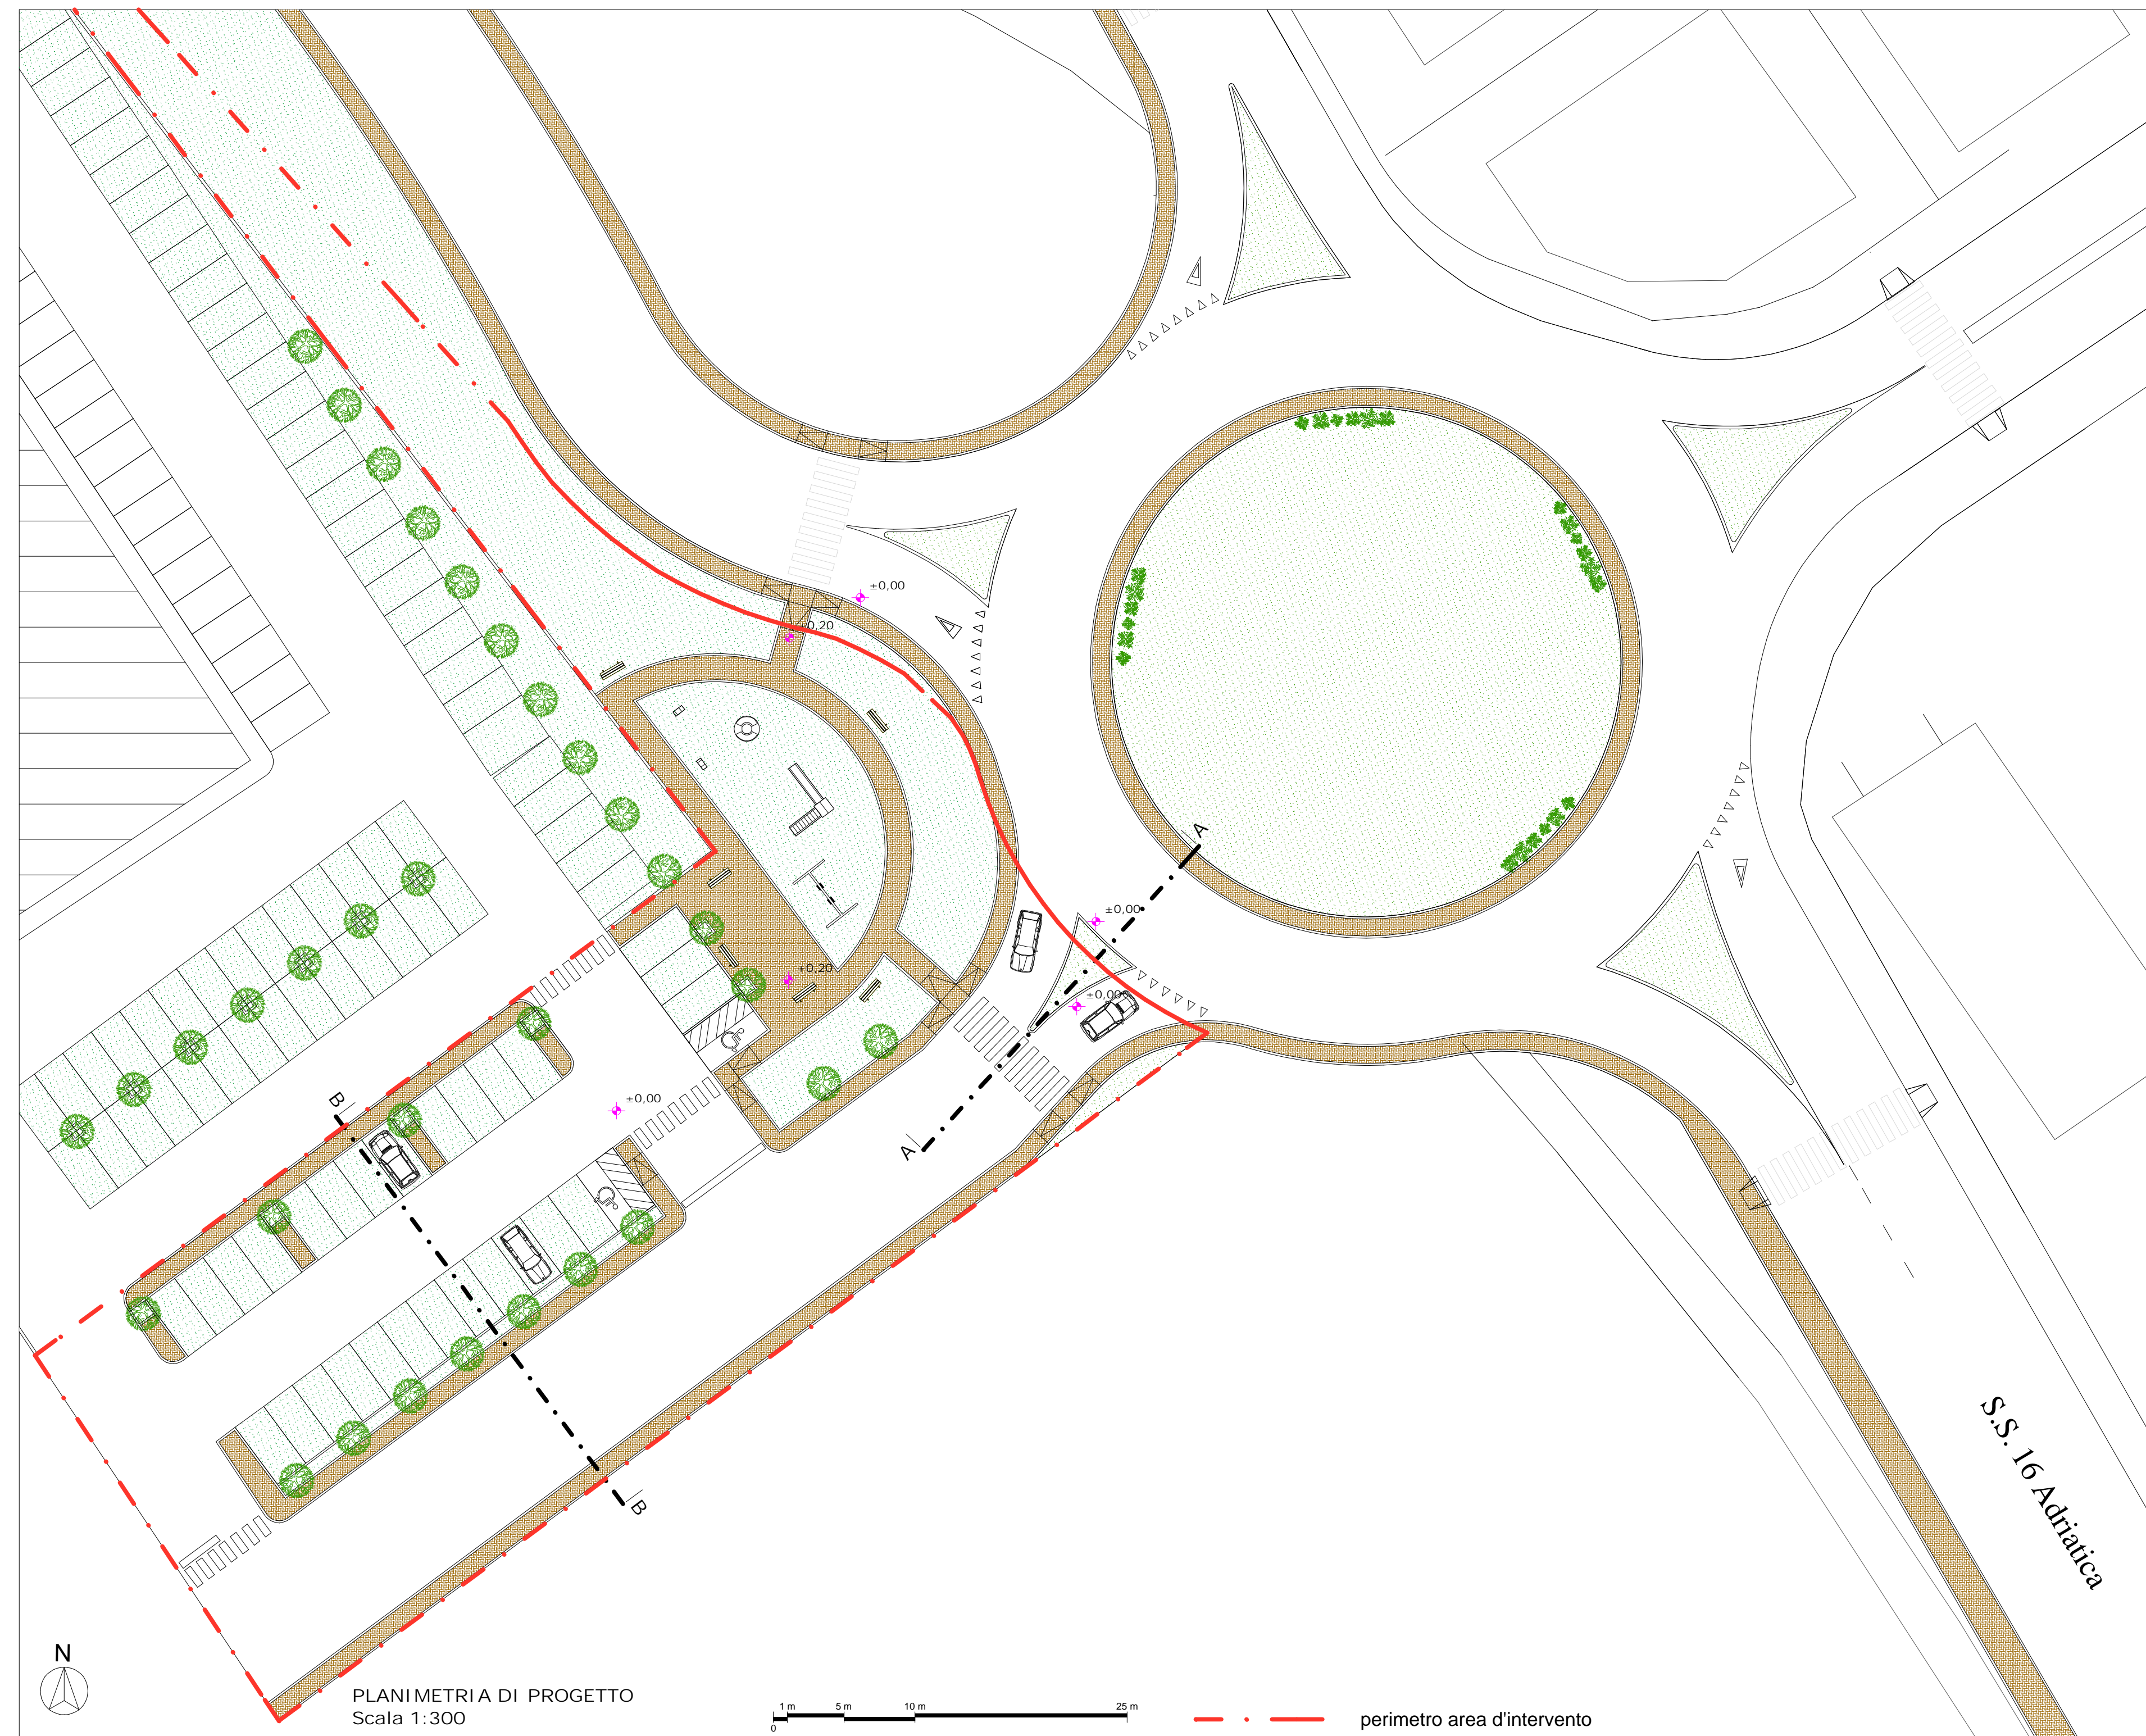 ±0,00
+0,20
A
±0,00
+0,20
±0,00
±0,00
B
A
B
S.S. 16 Adriatica
N
PLANIMETRIA DI PROGETTO
Scala 1:300
0
1 m
5 m
10 m
25 m
perimetro area d'intervento